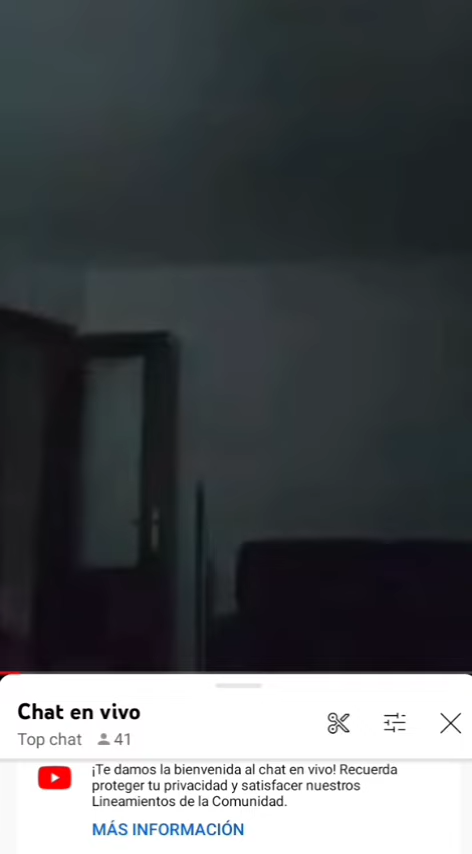 Chat en vivo
Top chat 41
¡Te damos la bienvenida al chat en vivo! Recuerda
proteger tu privacidad y satisfacer nuestros
Lineamientos de la Comunidad.
MÁS INFORMACIÓN